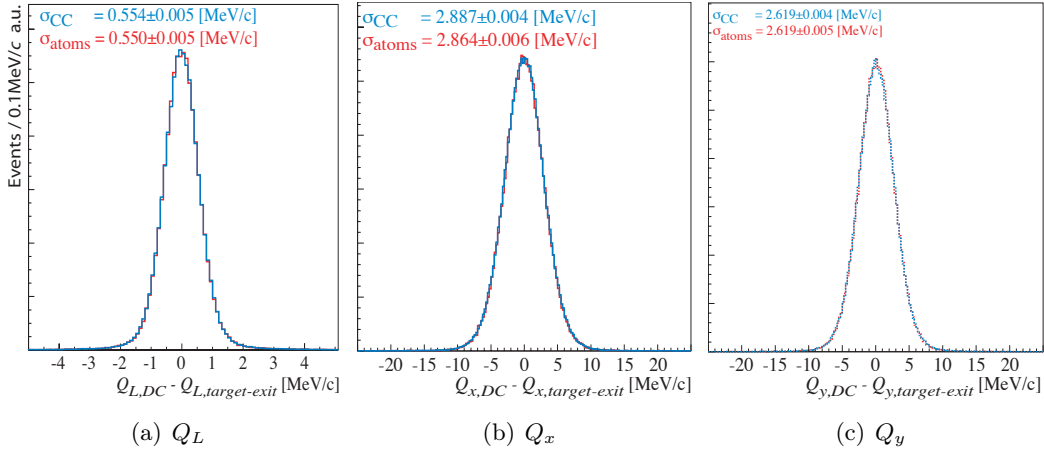 σCC = 0.554±0.005 [MeV/c]
σatoms = 0.550±0.005 [MeV/c]
Events / 0.1MeV/c a.u.
-4 -3 -2 -1 0 1 2 3 4
QL,DC - QL,target-exit [MeV/c]
(a) QL
σCC = 2.887±0.004 [MeV/c]
σatoms = 2.864±0.006 [MeV/c]
-20 -15 -10 -5 0 5 10 15 20
Qx,DC - Qx,target-exit [MeV/c]
(b) Qx
σCC = 2.619±0.004 [MeV/c]
σatoms = 2.619±0.005 [MeV/c]
-20 -15 -10 -5 0 5 10 15 20
Qy,DC - Qy,target-exit [MeV/c]
(c) Qy